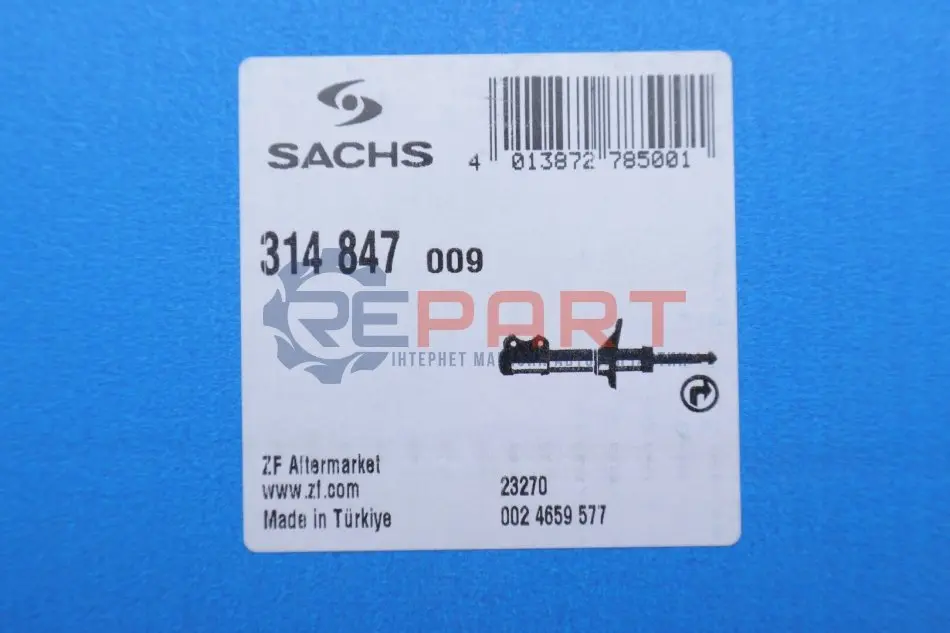 SACHS
4 013872 785001
314 847 009
REPART
ІНТЕРНЕТ
ZF Aftermarket
www.zf.com
Made in Türkiye
23270
002 4659 577